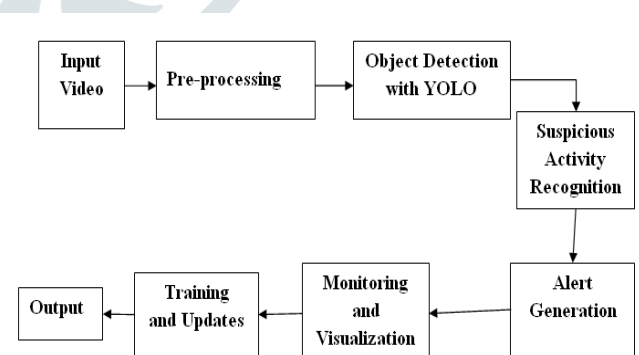 Input
Video
Pre-processing
Object Detection
with YOLO
Suspicious
Activity
Recognition
Alert
Generation
Monitoring
and
Visualization
Training
and Updates
Output